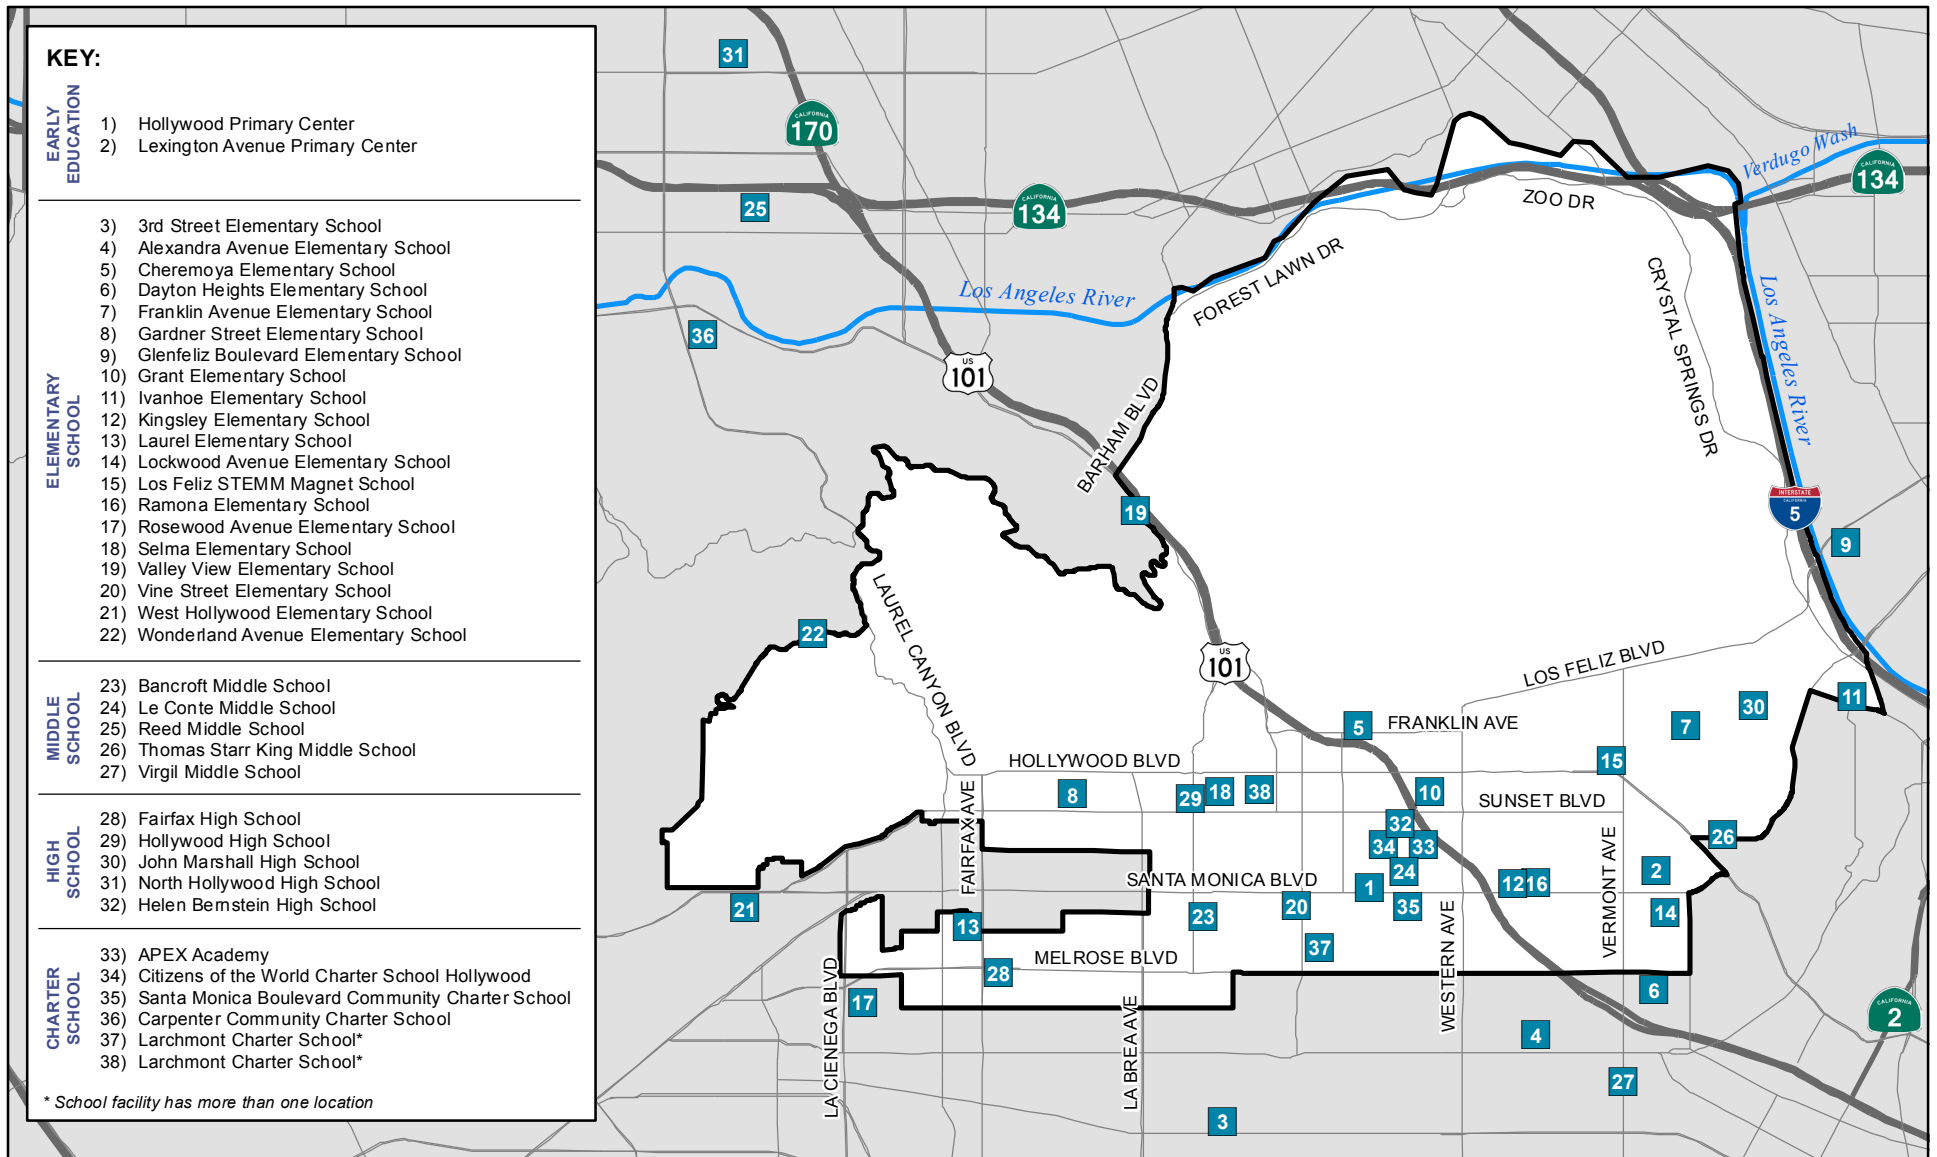 KEY:
EARLY EDUCATION
1) Hollywood Primary Center
2) Lexington Avenue Primary Center
ELEMENTARY SCHOOL
3) 3rd Street Elementary School
4) Alexandra Avenue Elementary School
5) Cheremoya Elementary School
6) Dayton Heights Elementary School
7) Franklin Avenue Elementary School
8) Gardner Street Elementary School
9) Glenfeliz Boulevard Elementary School
10) Grant Elementary School
11) Ivanhoe Elementary School
12) Kingsley Elementary School
13) Laurel Elementary School
14) Lockwood Avenue Elementary School
15) Los Feliz STEMM Magnet School
16) Ramona Elementary School
17) Rosewood Avenue Elementary School
18) Selma Elementary School
19) Valley View Elementary School
20) Vine Street Elementary School
21) West Hollywood Elementary School
22) Wonderland Avenue Elementary School
MIDDLE SCHOOL
23) Bancroft Middle School
24) Le Conte Middle School
25) Reed Middle School
26) Thomas Starr King Middle School
27) Virgil Middle School
HIGH SCHOOL
28) Fairfax High School
29) Hollywood High School
30) John Marshall High School
31) North Hollywood High School
32) Helen Bernstein High School
CHARTER SCHOOL
33) APEX Academy
34) Citizens of the World Charter School Hollywood
35) Santa Monica Boulevard Community Charter School
36) Carpenter Community Charter School
37) Larchmont Charter School*
38) Larchmont Charter School*
* School facility has more than one location
31
CALIFORNIA
170
Verdugo Wash
CALIFORNIA
134
25
CALIFORNIA
134
ZOO DR
FOREST LAWN DR
Los Angeles River
CRYSTAL SPRINGS DR
Los Angeles River
36
US
101
BARHAM BLVD
19
INTERSTATE
CALIFORNIA
5
9
22
LAUREL CANYON BLVD
US
101
LOS FELIZ BLVD
11
30
7
5
FRANKLIN AVE
15
HOLLYWOOD BLVD
8
29
18
38
10
SUNSET BLVD
FAIRFAX AVE
32
34
33
26
24
VERMONT AVE
2
SANTA MONICA BLVD
1
12
16
21
23
20
35
14
13
37
WESTERN AVE
MELROSE BLVD
28
LA CIENEGA BLVD
17
6
LA BREA AVE
CALIFORNIA
2
4
27
3